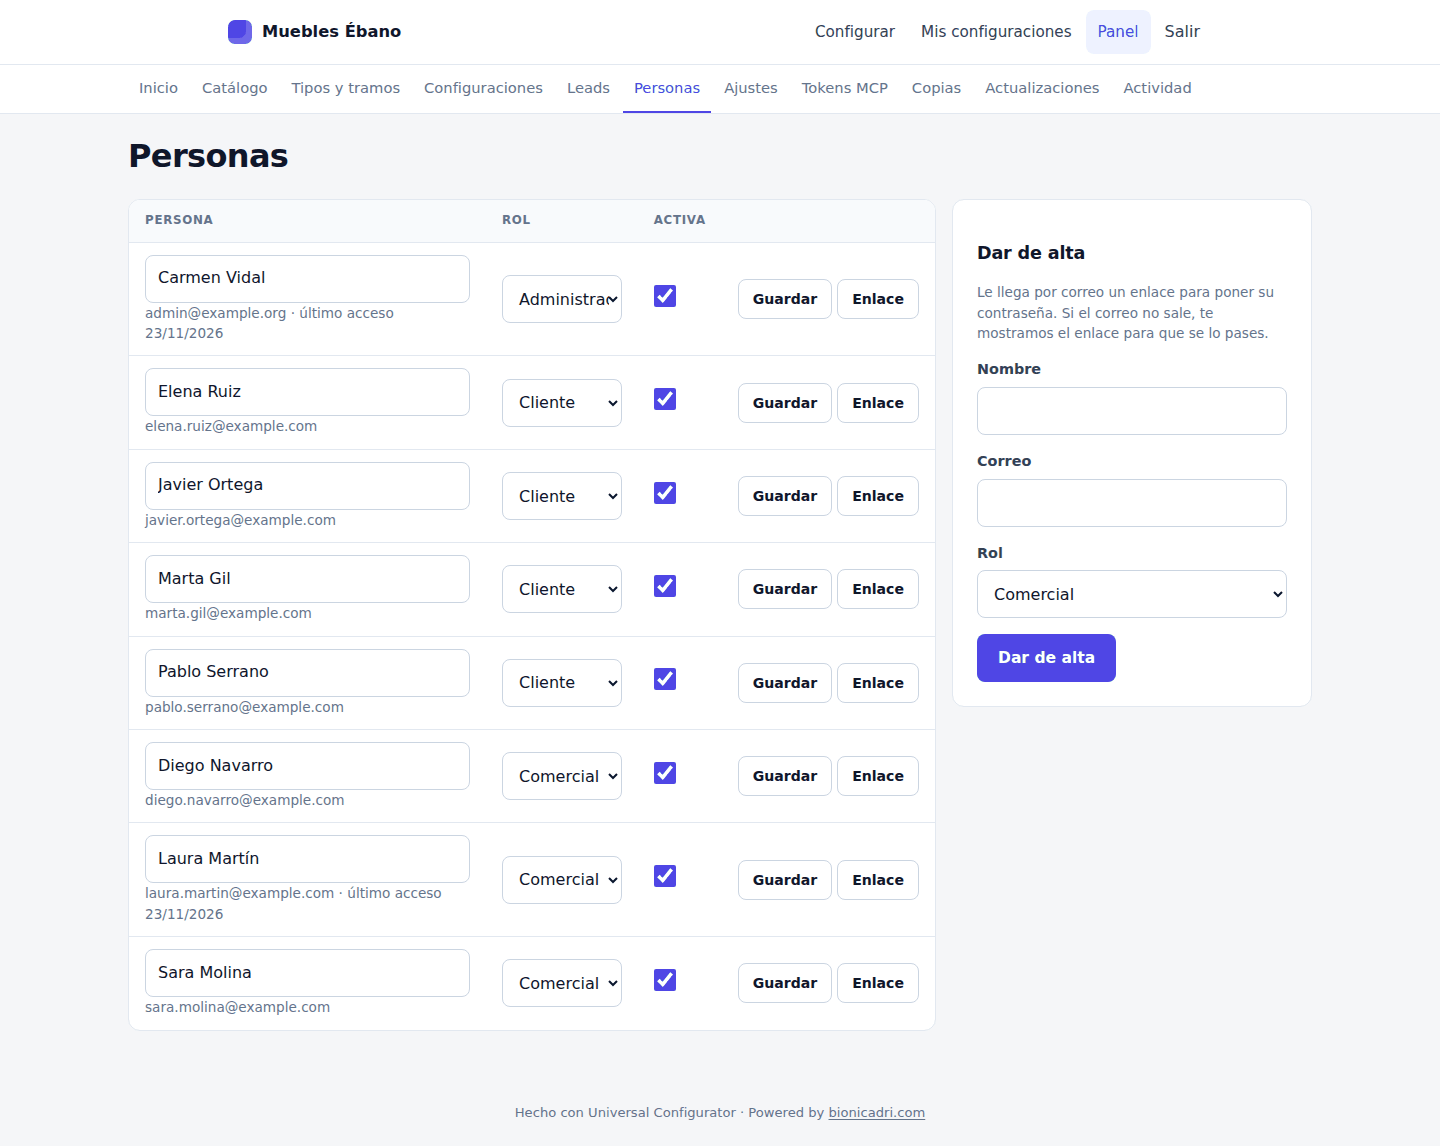 Muebles Ébano
Configurar
Mis configuraciones
Panel
Salir
Inicio
Catálogo
Tipos y tramos
Configuraciones
Leads
Personas
Ajustes
Tokens MCP
Copias
Actualizaciones
Actividad
Personas
PERSONA
ROL
ACTIVA
Carmen Vidal
admin@example.org · último acceso
23/11/2026
Administrac
Guardar
Enlace
Elena Ruiz
elena.ruiz@example.com
Cliente
Guardar
Enlace
Javier Ortega
javier.ortega@example.com
Cliente
Guardar
Enlace
Marta Gil
marta.gil@example.com
Cliente
Guardar
Enlace
Pablo Serrano
pablo.serrano@example.com
Cliente
Guardar
Enlace
Diego Navarro
diego.navarro@example.com
Comercial
Guardar
Enlace
Laura Martín
laura.martin@example.com · último acceso
23/11/2026
Comercial
Guardar
Enlace
Sara Molina
sara.molina@example.com
Comercial
Guardar
Enlace
Dar de alta
Le llega por correo un enlace para poner su
contraseña. Si el correo no sale, te
mostramos el enlace para que se lo pases.
Nombre
Correo
Rol
Comercial
Dar de alta
Hecho con Universal Configurator · Powered by bionicadri.com